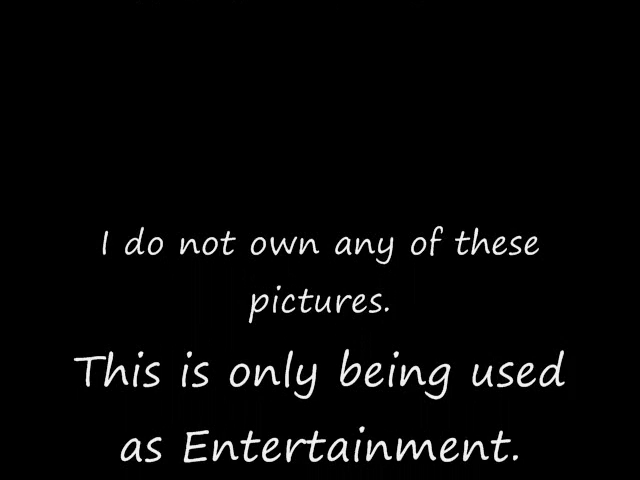 I do not own any of these
pictures.
This is only being used
as Entertainment.